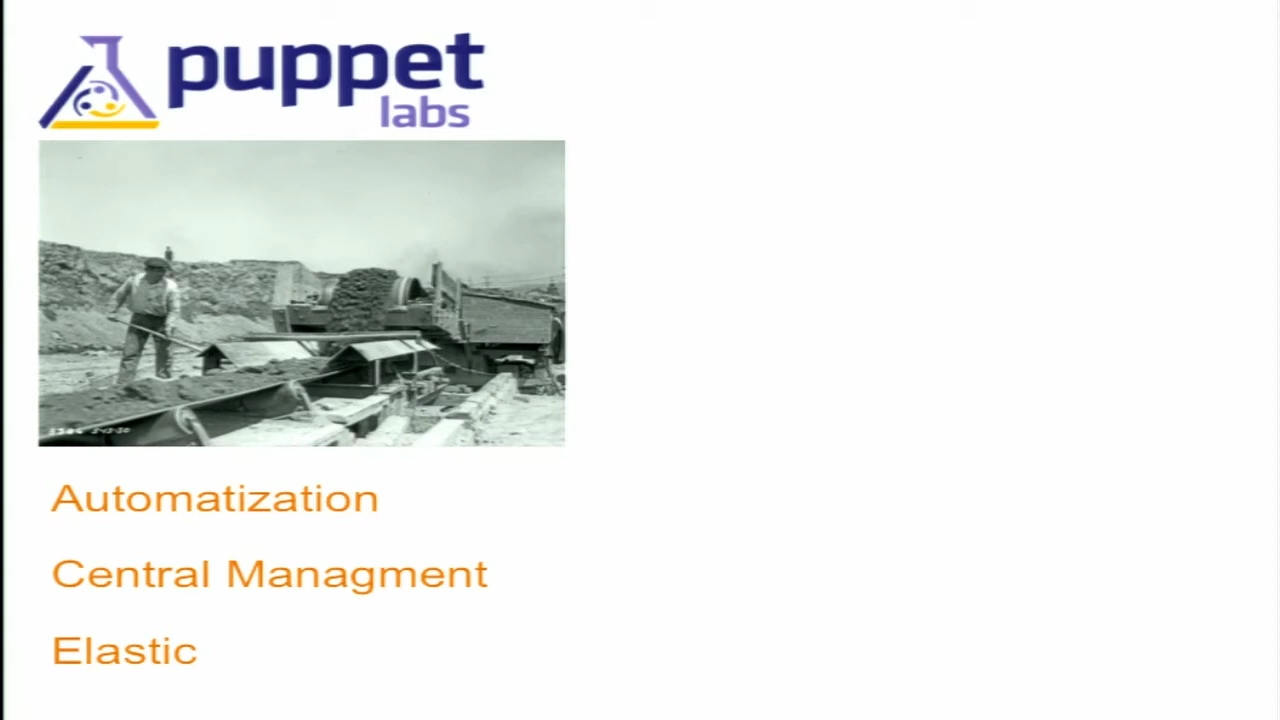 puppet
labs
Automatization
Central Managment
Elastic